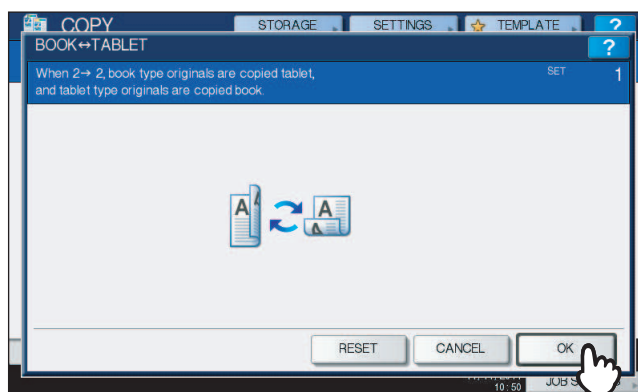 COPY STORAGE SETTINGS TEMPLATE ?
BOOK↔TABLET ?
When 2→ 2, book type originals are copied tablet, SET 1
and tablet type originals are copied book.
A A
A A
RESET CANCEL OK
10:50 JOB S